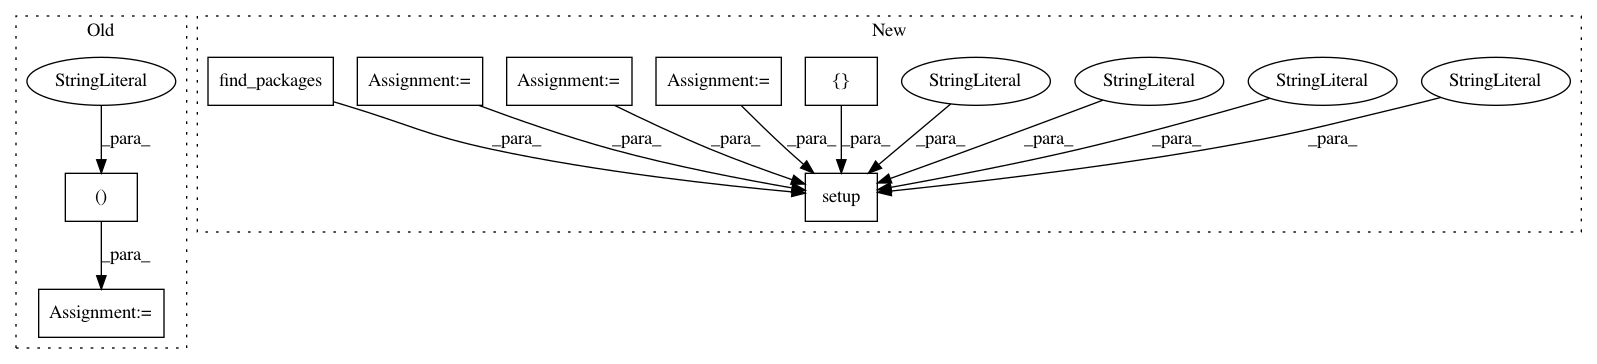 Old
New
StringLiteral
find_packages
Assignment:=
Assignment:=
Assignment:=
{}
StringLiteral
StringLiteral
StringLiteral
StringLiteral
_para_
_para_
_para_
_para_
_para_
_para_
_para_
_para_
_para_
_para_
()
setup
_para_
Assignment:=